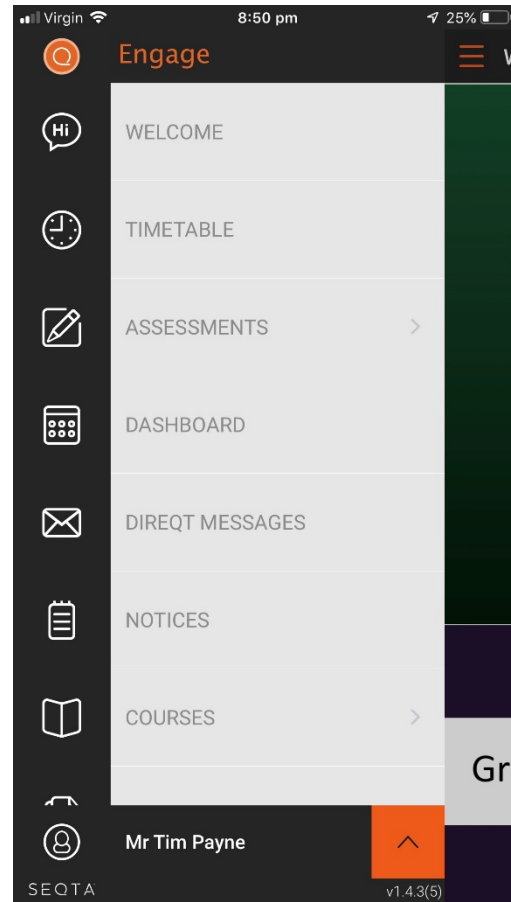 Virgin 8:50 pm 25%
Engage
Hi
WELCOME
TIMETABLE
ASSESSMENTS
DASHBOARD
DIREQT MESSAGES
NOTICES
COURSES
Gr
Mr Tim Payne
SEQTA v1.4.3(5)